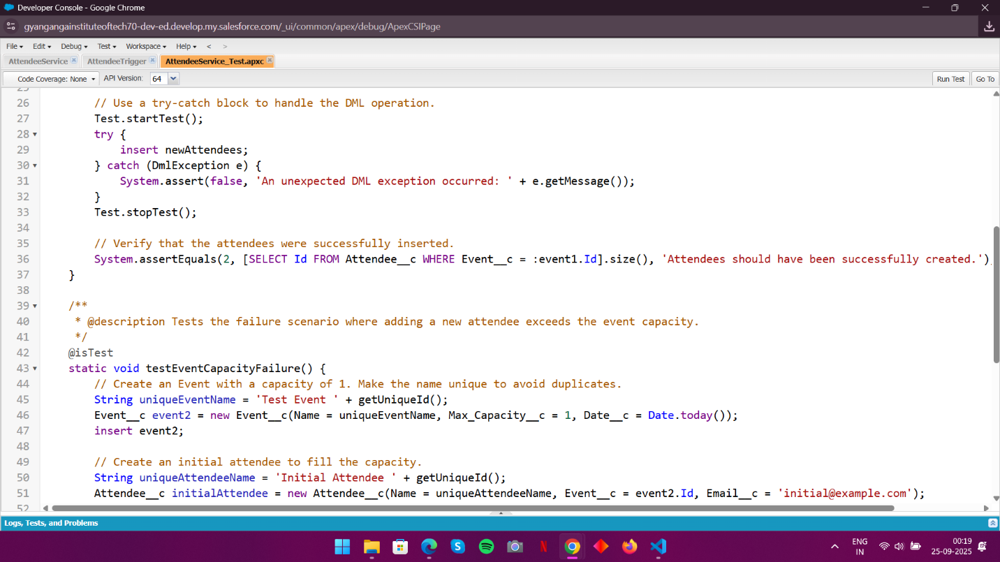 Developer Console - Google Chrome
gyangangainstituteoftech70-dev-ed.develop.my.salesforce.com/_ui/common/apex/debug/ApexCSIPage
File Edit Debug Test Workspace Help < >
AttendeeService AttendeeTrigger AttendeeService_Test.apxc
Code Coverage: None API Version: 64 Run Test Go To
25
26 // Use a try-catch block to handle the DML operation.
27 Test.startTest();
28 try {
29 insert newAttendees;
30 } catch (DmlException e) {
31 System.assert(false, 'An unexpected DML exception occurred: ' + e.getMessage());
32 }
33 Test.stopTest();
34
35 // Verify that the attendees were successfully inserted.
36 System.assertEquals(2, [SELECT Id FROM Attendee__c WHERE Event__c = :event1.Id].size(), 'Attendees should have been successfully created.')
37 }
38
39 /**
40 * @description Tests the failure scenario where adding a new attendee exceeds the event capacity.
41 */
42 @isTest
43 static void testEventCapacityFailure() {
44 // Create an Event with a capacity of 1. Make the name unique to avoid duplicates.
45 String uniqueEventName = 'Test Event ' + getUniqueId();
46 Event__c event2 = new Event__c(Name = uniqueEventName, Max_Capacity__c = 1, Date__c = Date.today());
47 insert event2;
48
49 // Create an initial attendee to fill the capacity.
50 String uniqueAttendeeName = 'Initial Attendee ' + getUniqueId();
51 Attendee__c initialAttendee = new Attendee__c(Name = uniqueAttendeeName, Event__c = event2.Id, Email__c = 'initial@example.com');
52
Logs, Tests, and Problems
ENG
IN
00:19
25-09-2025